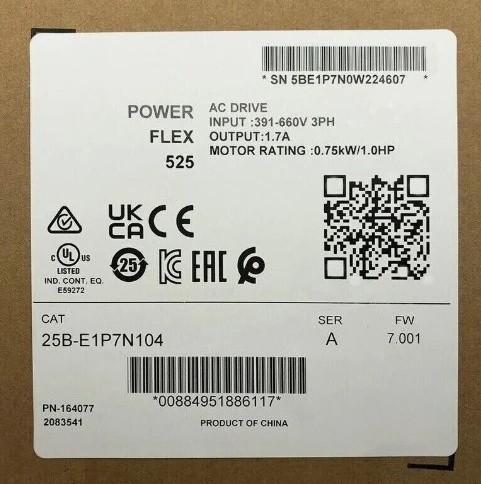 * SN 5BE1P7N0W224607 *
POWER
FLEX
525
AC DRIVE
INPUT :391-660V 3PH
OUTPUT:1.7A
MOTOR RATING :0.75kW/1.0HP
UK
CA CE
C UL US
LISTED
IND. CONT. EQ.
E59272
25
EAC
CAT
25B-E1P7N104
SER
A
FW
7.001
*00884951886117*
PN-164077
2083541
PRODUCT OF CHINA